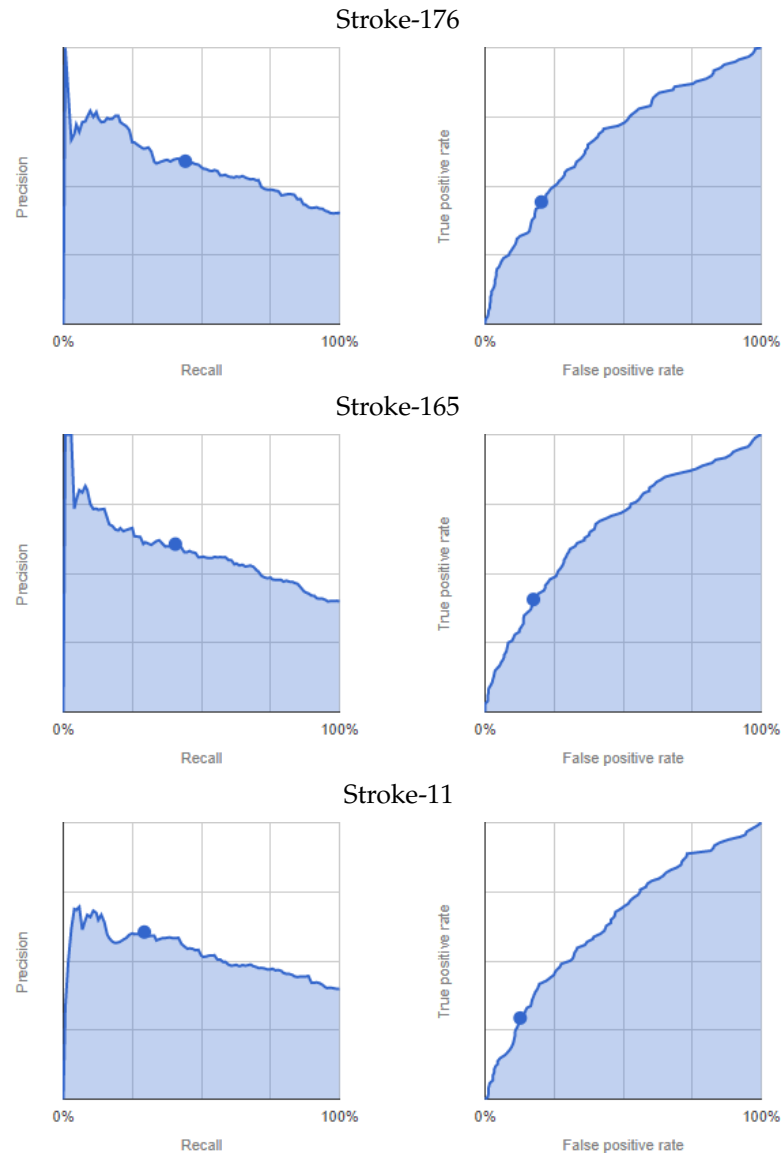 Stroke-176
Precision
True positive rate
0% 100% 0% 100%
Recall False positive rate
Stroke-165
Precision
True positive rate
0% 100% 0% 100%
Recall False positive rate
Stroke-11
Precision
True positive rate
0% 100% 0% 100%
Recall False positive rate